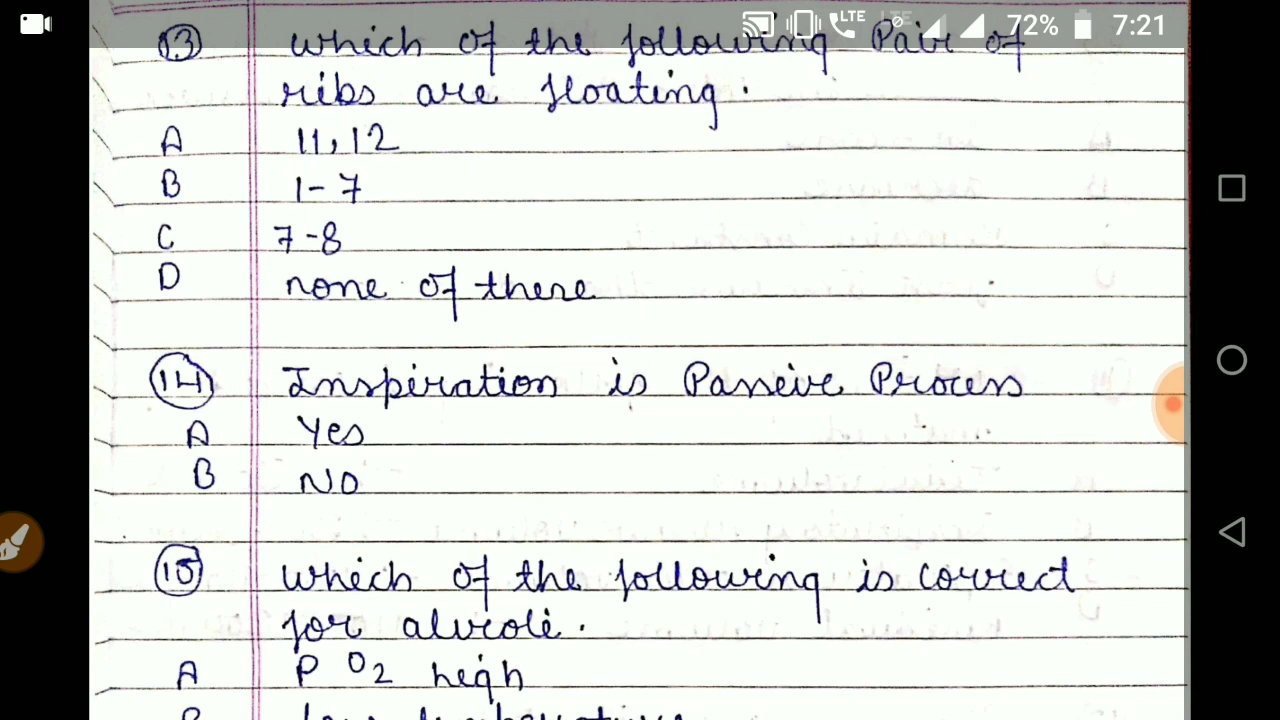 LTE LTE 72% 7:21
13 which of the following Pair of
ribs are floating.
A 11, 12
B 1-7
C 7-8
D none of there
14 Inspiration is Passive Process
A Yes
B NO
15 which of the following is correct
for alveoli.
A P O2 high